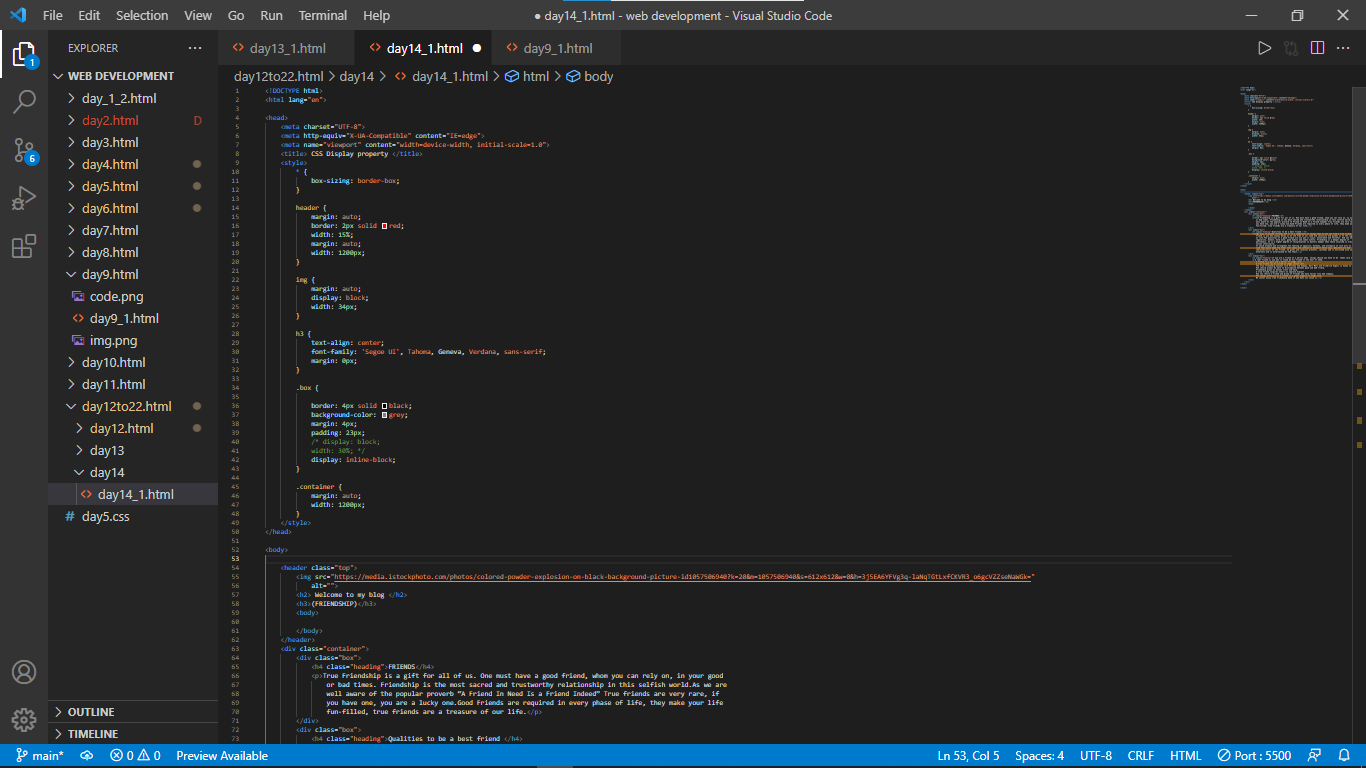 File Edit Selection View Go Run Terminal Help
● day14_1.html - web development - Visual Studio Code
EXPLORER
WEB DEVELOPMENT
day_1_2.html
day2.html D
day3.html
day4.html
day5.html
day6.html
day7.html
day8.html
day9.html
code.png
day9_1.html
img.png
day10.html
day11.html
day12to22.html
day12.html
day13
day14
day14_1.html
# day5.css
OUTLINE
TIMELINE
1
6
day13_1.html day14_1.html day9_1.html
day12to22.html > day14 > day14_1.html > html > body
1 <!DOCTYPE html>
2 <html lang="en">
3
4 <head>
5 <meta charset="UTF-8">
6 <meta http-equiv="X-UA-Compatible" content="IE=edge">
7 <meta name="viewport" content="width=device-width, initial-scale=1.0">
8 <title> CSS Display property </title>
9 <style>
10 * {
11 box-sizing: border-box;
12 }
13
14 header {
15 margin: auto;
16 border: 2px solid red;
17 width: 15%;
18 margin: auto;
19 width: 1200px;
20 }
21
22 img {
23 margin: auto;
24 display: block;
25 width: 34px;
26 }
27
28 h3 {
29 text-align: center;
30 font-family: 'Segoe UI', Tahoma, Geneva, Verdana, sans-serif;
31 margin: 0px;
32 }
33
34 .box {
35
36 border: 4px solid black;
37 background-color: grey;
38 margin: 4px;
39 padding: 23px;
40 /* display: block;
41 width: 30%; */
42 display: inline-block;
43 }
44
45 .container {
46 margin: auto;
47 width: 1200px;
48 }
49 </style>
50 </head>
51
52 <body>
53
54 <header class="top">
55 <img src="https://media.istockphoto.com/photos/colored-powder-explosion-on-black-background-picture-id1057506940?k=20&m=1057506940&s=612x612&w=0&h=3j5EA6YFVg3q-laNqTGtLxfCKVR3_o6gcVZZseNaWGk="
56 alt="">
57 <h2> Welcome to my blog </h2>
58 <h3>(FRIENDSHIP)</h3>
59 <body>
60
61 </body>
62 </header>
63 <div class="container">
64 <div class="box">
65 <h4 class="heading">FRIENDS</h4>
66 <p>True Friendship is a gift for all of us. One must have a good friend, whom you can rely on, in your good
67 or bad times. Friendship is the most sacred and trustworthy relationship in this selfish world.As we are
68 well aware of the popular proverb “A Friend In Need Is a Friend Indeed” True friends are very rare, if
69 you have one, you are a lucky one.Good Friends are required in every phase of life, they make your life
70 fun-filled, true friends are a treasure of our life.</p>
71 </div>
72 <div class="box">
73 <h4 class="heading">Qualities to be a best friend </h4>
main* 0 0 Preview Available Ln 53, Col 5 Spaces: 4 UTF-8 CRLF HTML Port : 5500